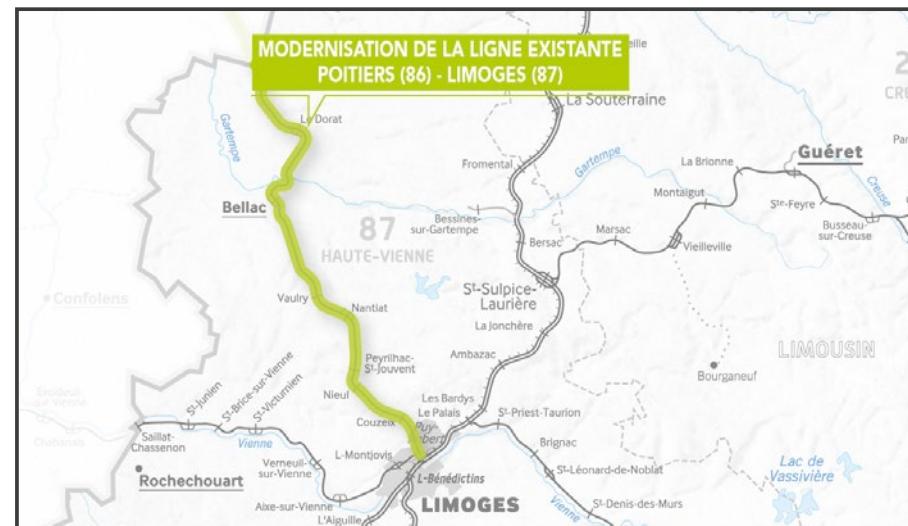 MODERNISATION DE LA LIGNE EXISTANTE
POITIERS (86) - LIMOGES (87)
Le Dorat
La Souterraine
CRE
Gartempe
Fromental
Gartempe
La Brionne
Guéret
Creuse
Montaigut
Sᵗᵉ-Feyre
Busseau-
sur-Creuse
Bellac
Bessines-
sur-Gartempe
Bersac
Marsac
Vieilleville
87
HAUTE-VIENNE
Sᵗ-Sulpice-
Laurière
Confolens
Vaulry
Nantiat
La Jonchère
LIMOUSIN
Ambazac
Peyrilhac-
Sᵗ-Jouvent
Bourganeuf
Nieul
Les Bardys
Le Palais
Sᵗ-Priest-Taurion
Couzeix
Sᵗ-Junien
Sᵗ-Brice-sur-Vienne
Sᵗ-Victurnien
Chabanais
Saillat-
Chassenon
Vienne
Verneuil-
sur-Vienne
L-Montjovis
L-Bénédictins
Brignac
Sᵗ-Léonard-de-Noblat
Rochechouart
Aixe-sur-Vienne
L'Aiguille
LIMOGES
Vienne
Sᵗ-Denis-des-Murs
Lac de
Vassivière